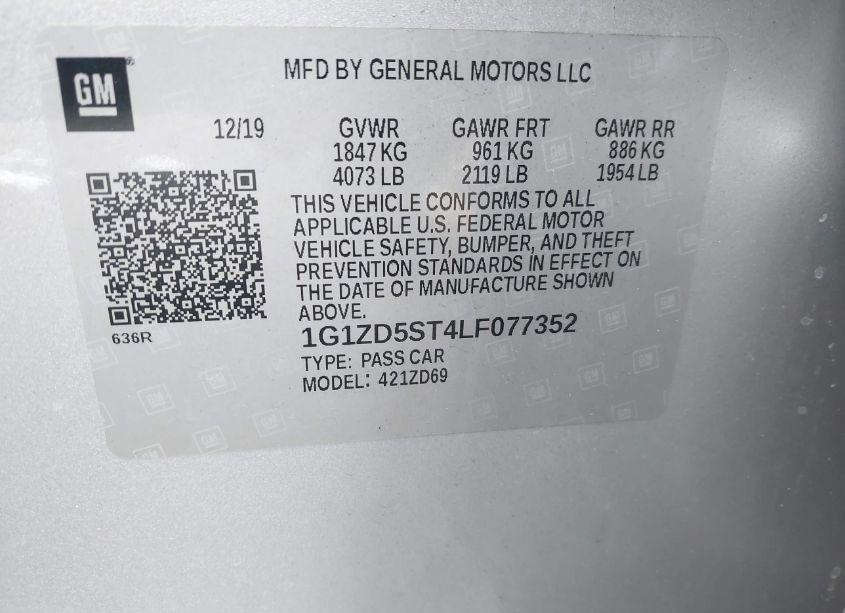 GM
MFD BY GENERAL MOTORS LLC
12/19 GVWR GAWR FRT GAWR RR
1847 KG 961 KG 886 KG
4073 LB 2119 LB 1954 LB
THIS VEHICLE CONFORMS TO ALL
APPLICABLE U.S. FEDERAL MOTOR
VEHICLE SAFETY, BUMPER, AND THEFT
PREVENTION STANDARDS IN EFFECT ON
THE DATE OF MANUFACTURE SHOWN
ABOVE.
636R
1G1ZD5ST4LF077352
TYPE: PASS CAR
MODEL: 421ZD69